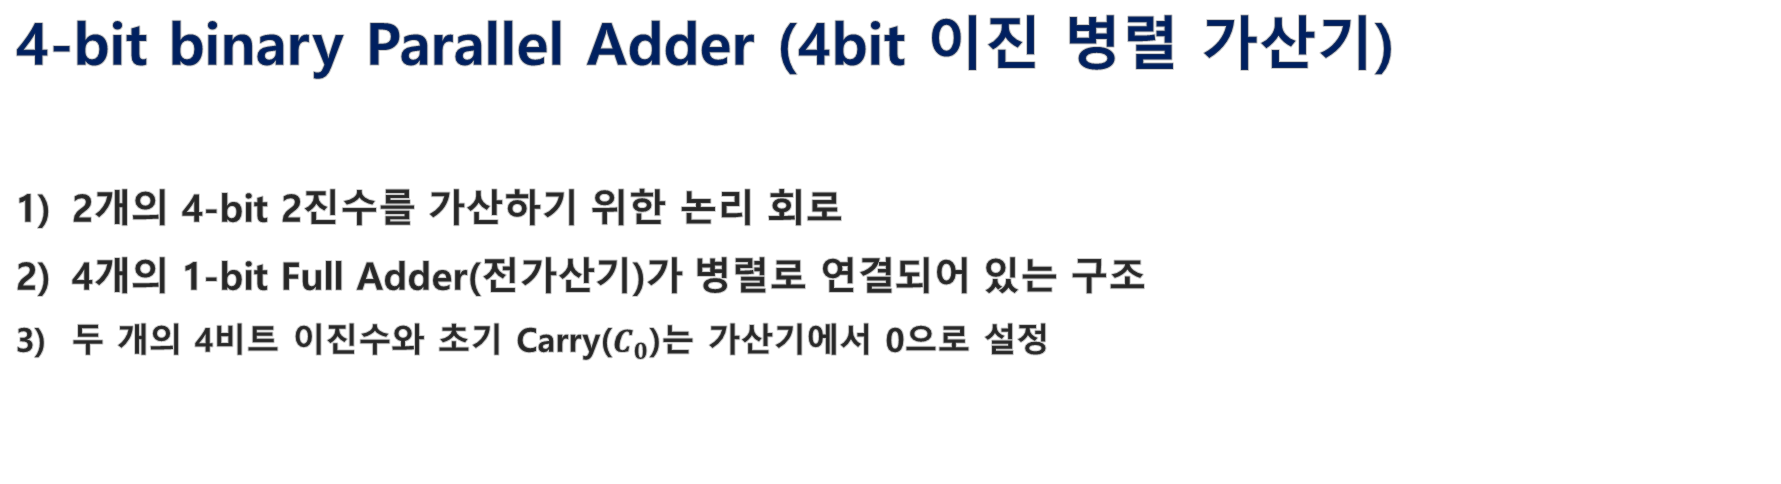 4-bit binary Parallel Adder (4bit 이진 병렬 가산기)
1) 2개의 4-bit 2진수를 가산하기 위한 논리 회로
2) 4개의 1-bit Full Adder(전가산기)가 병렬로 연결되어 있는 구조
3) 두 개의 4비트 이진수와 초기 Carry(C₀)는 가산기에서 0으로 설정